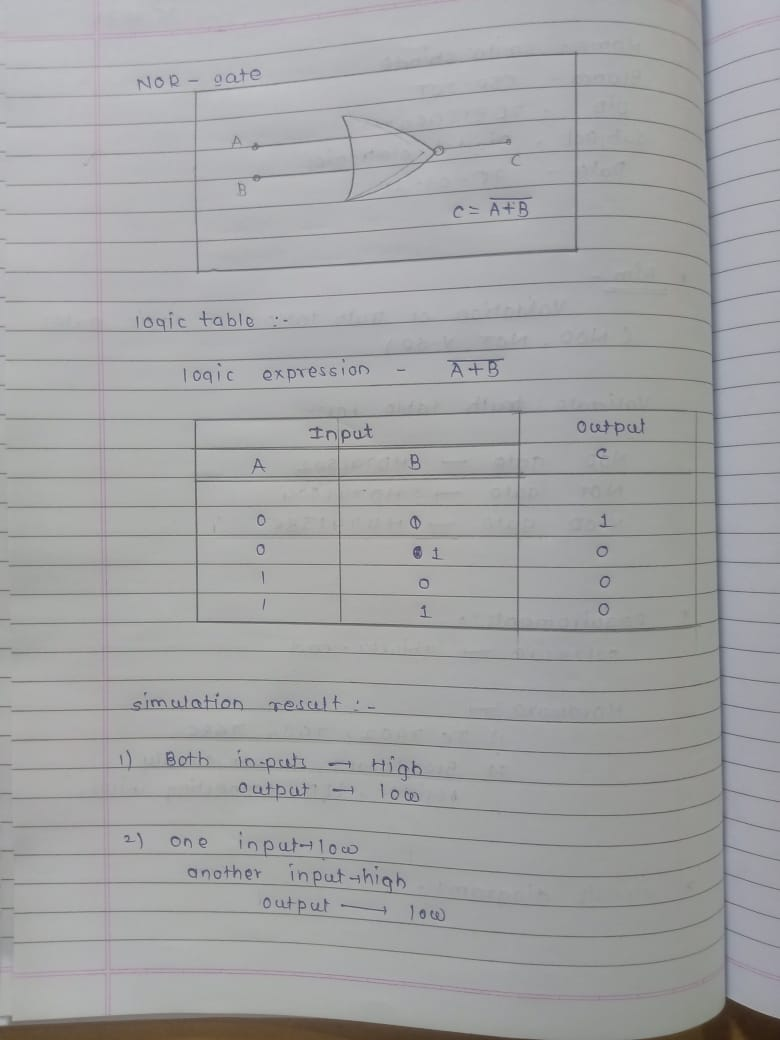 NOR - gate
A
B
C
C = \overline{A+B}
logic table :-
logic expression - \overline{A+B}
Input Output
A B C
0 0 1
0 1 0
1 0 0
1 1 0
simulation result :-
1) Both in-puts → High
output → low
2) one input→low
another input→high
output → low